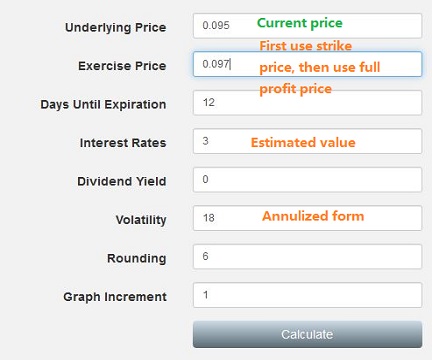 Underlying Price 0.095 Current price
Exercise Price 0.097 First use strike
price, then use full
profit price
Days Until Expiration 12
Interest Rates 3 Estimated value
Dividend Yield 0
Volatility 18 Annulized form
Rounding 6
Graph Increment 1
Calculate